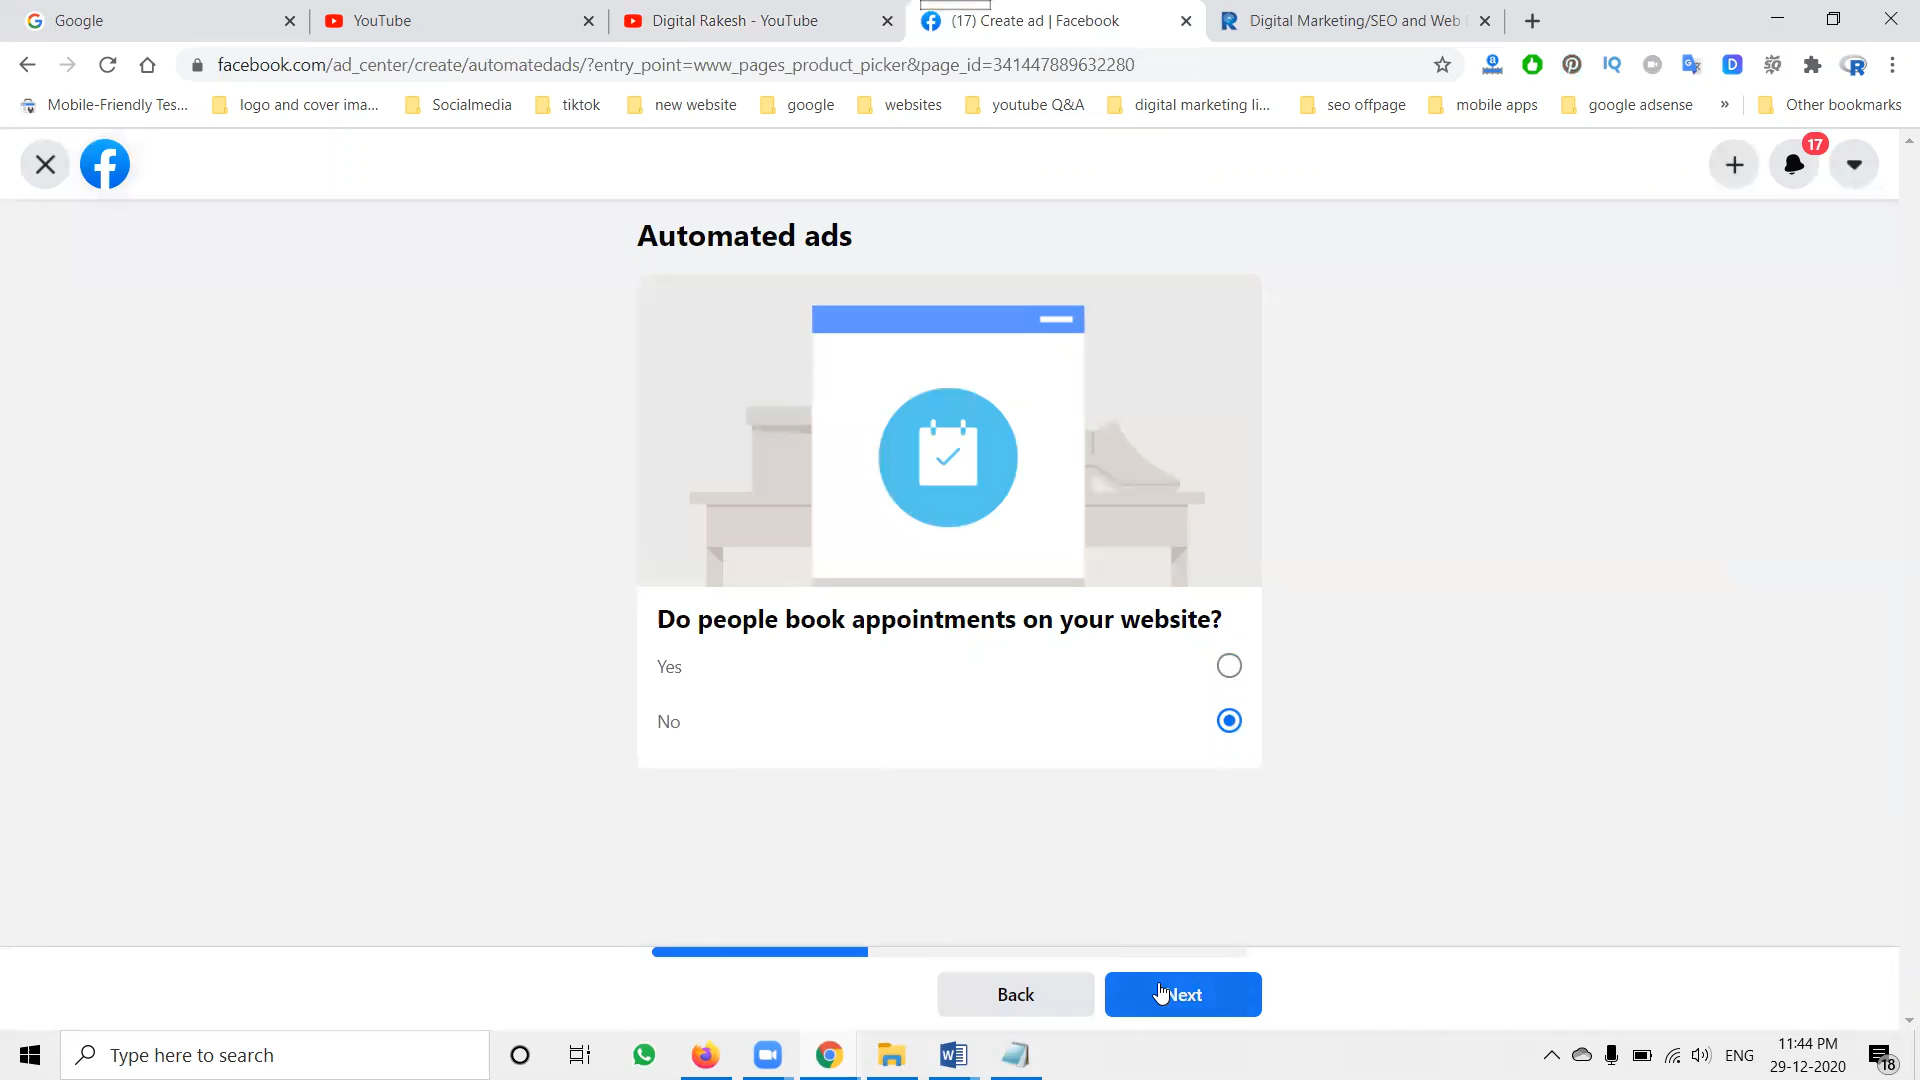 Google
YouTube
Digital Rakesh - YouTube
(17) Create ad | Facebook
Digital Marketing/SEO and Web
facebook.com/ad_center/create/automatedads/?entry_point=www_pages_product_picker&page_id=341447889632280
Mobile-Friendly Tes...
logo and cover ima...
Socialmedia
tiktok
new website
google
websites
youtube Q&A
digital marketing li...
seo offpage
mobile apps
google adsense
»
Other bookmarks
17
Automated ads
Do people book appointments on your website?
Yes
No
Back
Next
Type here to search
ENG
11:44 PM
29-12-2020
18